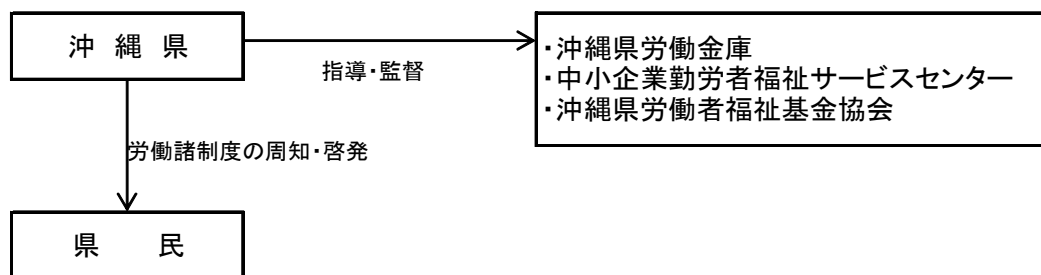 沖 縄 県
指導・監督
・沖縄県労働金庫
・中小企業勤労者福祉サービスセンター
・沖縄県労働者福祉基金協会
労働諸制度の周知・啓発
県 民